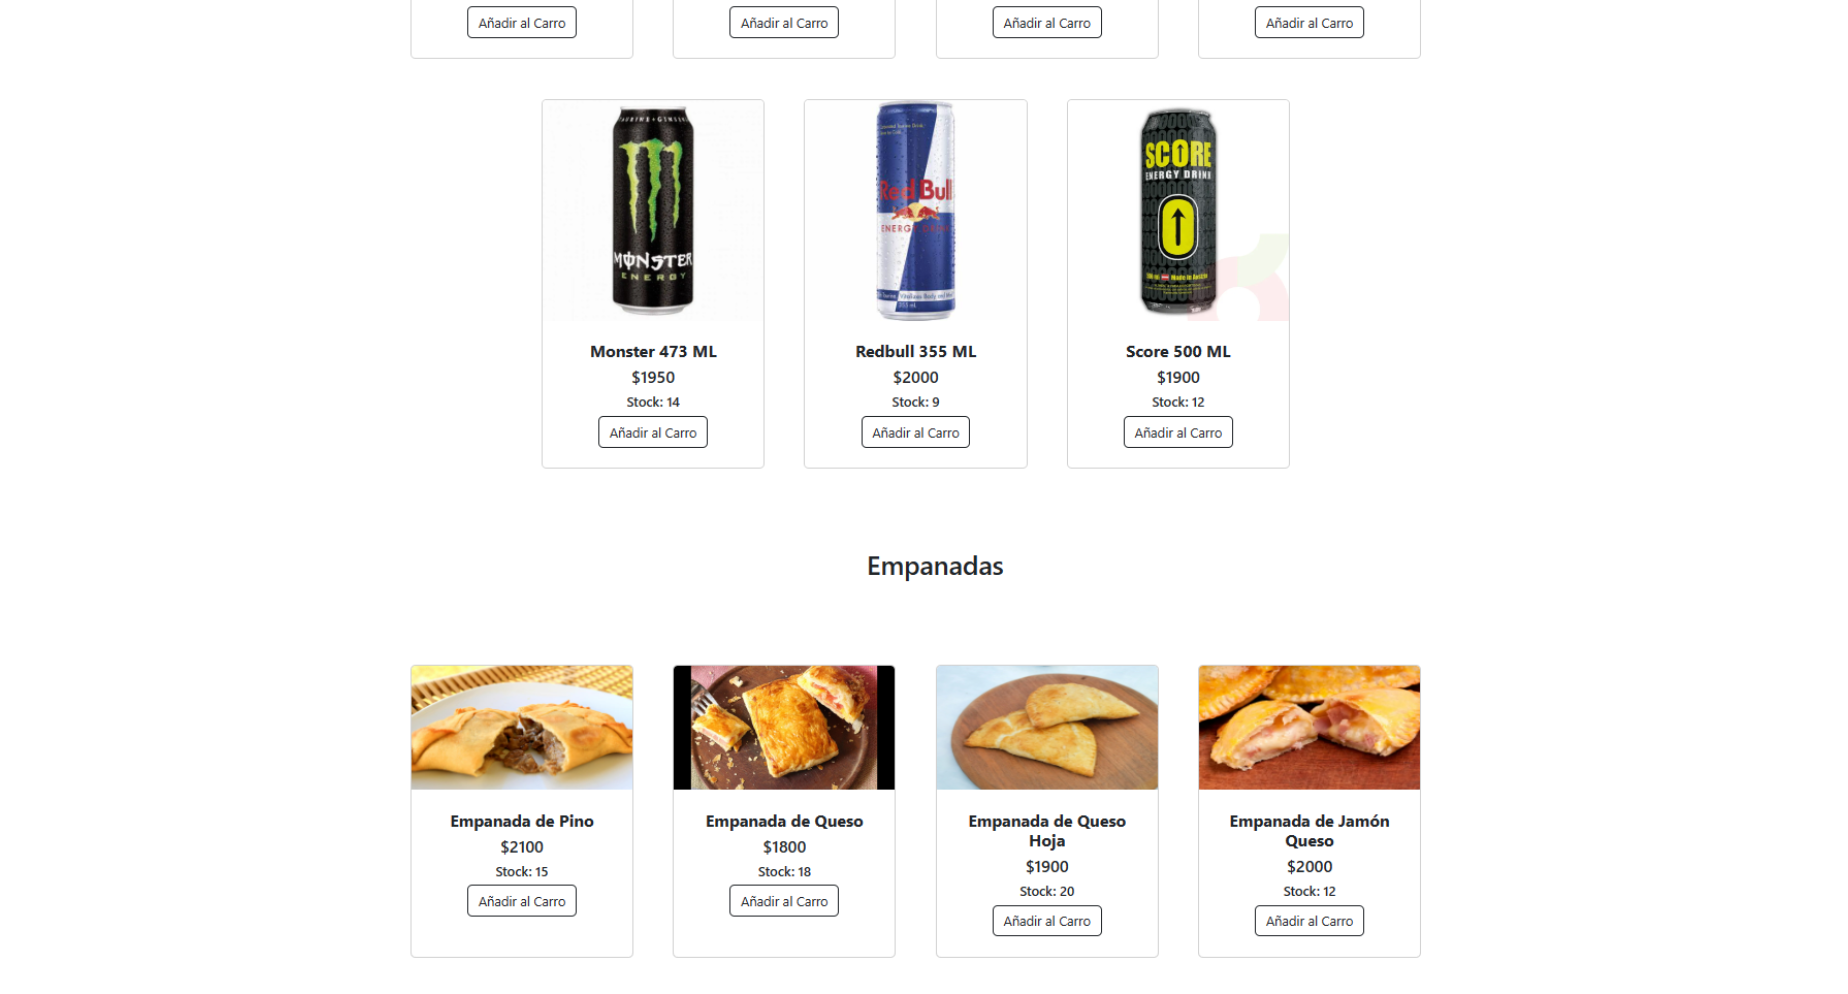 Añadir al Carro Añadir al Carro Añadir al Carro Añadir al Carro
MONSTER
ENERGY
Red Bull
ENERGY DRINK
SCORE
ENERGY DRINK
Monster 473 ML
$1950
Stock: 14
Añadir al Carro
Redbull 355 ML
$2000
Stock: 9
Añadir al Carro
Score 500 ML
$1900
Stock: 12
Añadir al Carro
Empanadas
Empanada de Pino
$2100
Stock: 15
Añadir al Carro
Empanada de Queso
$1800
Stock: 18
Añadir al Carro
Empanada de Queso
Hoja
$1900
Stock: 20
Añadir al Carro
Empanada de Jamón
Queso
$2000
Stock: 12
Añadir al Carro